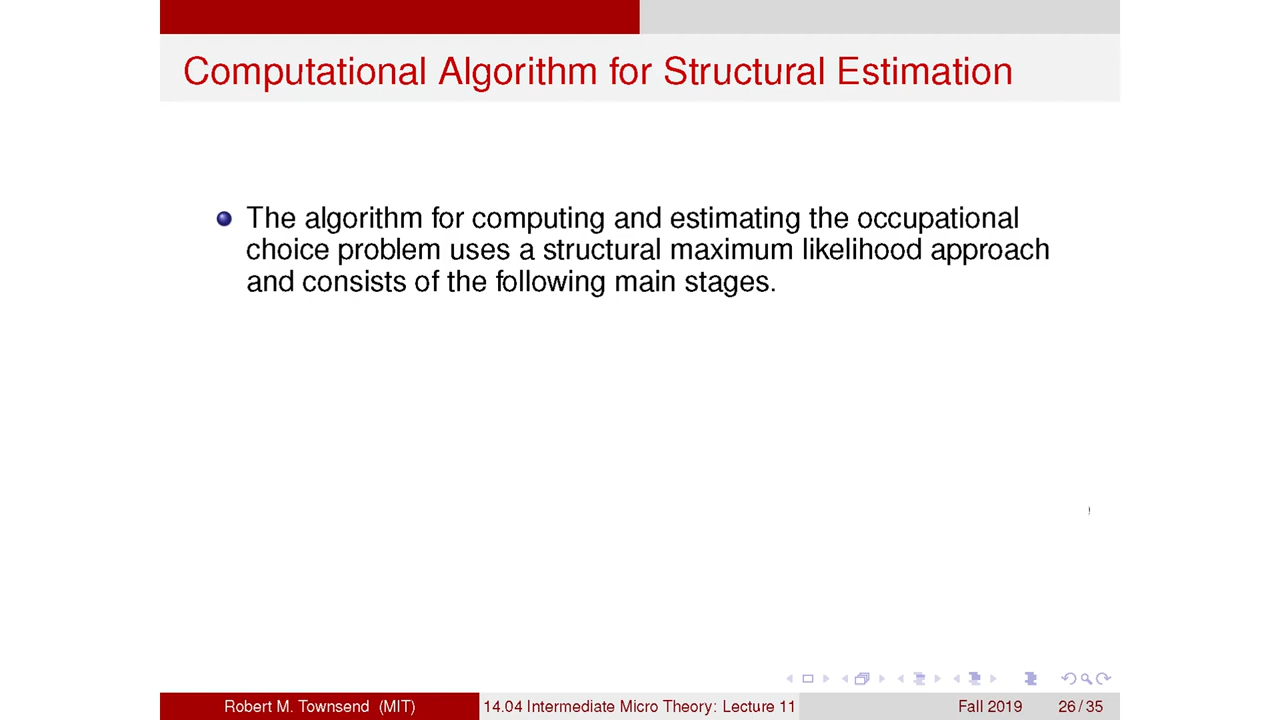 Computational Algorithm for Structural Estimation
The algorithm for computing and estimating the occupational
choice problem uses a structural maximum likelihood approach
and consists of the following main stages.
Robert M. Townsend (MIT) 14.04 Intermediate Micro Theory: Lecture 11 Fall 2019 26 / 35